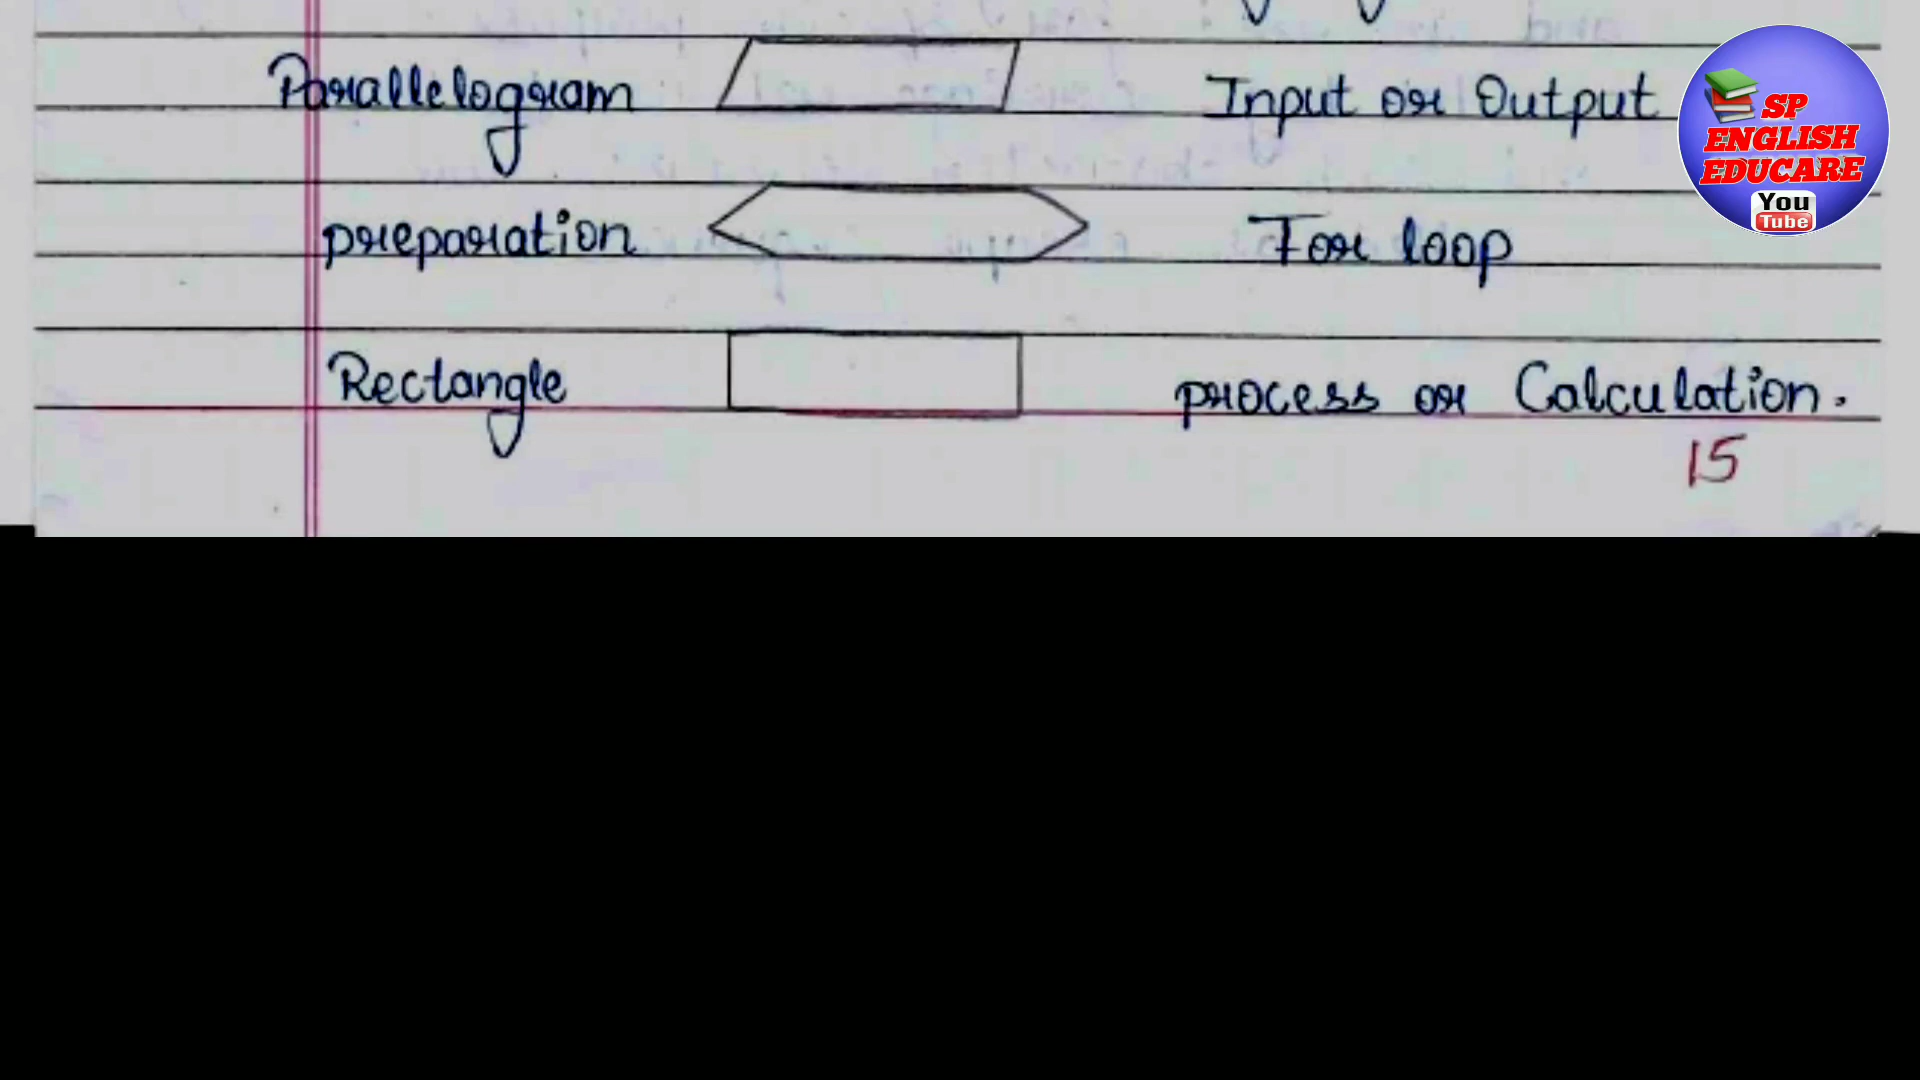 Parallelogram Input or Output
preparation For loop
Rectangle process or Calculation.
15
SP
ENGLISH
EDUCARE
You
Tube